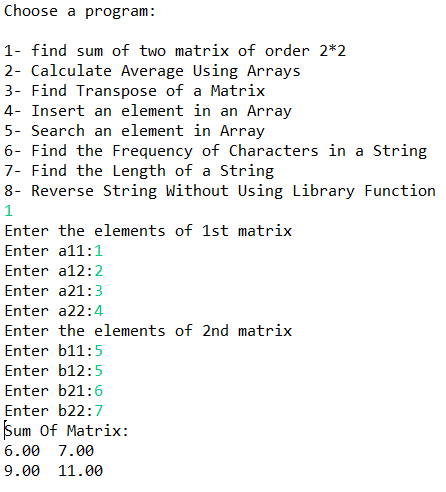 Choose a program:
1- find sum of two matrix of order 2*2
2- Calculate Average Using Arrays
3- Find Transpose of a Matrix
4- Insert an element in an Array
5- Search an element in Array
6- Find the Frequency of Characters in a String
7- Find the Length of a String
8- Reverse String Without Using Library Function
1
Enter the elements of 1st matrix
Enter a11:1
Enter a12:2
Enter a21:3
Enter a22:4
Enter the elements of 2nd matrix
Enter b11:5
Enter b12:5
Enter b21:6
Enter b22:7
Sum Of Matrix:
6.00  7.00
9.00  11.00